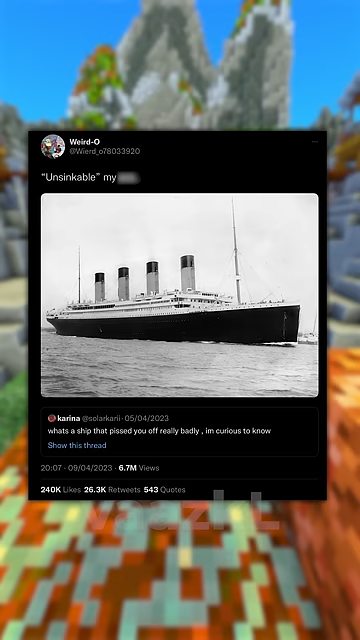 Weird-O
@Wierd_o78033920
"Unsinkable" my
karina @solarkarii · 05/04/2023
whats a ship that pissed you off really badly , im curious to know
Show this thread
20:07 · 09/04/2023 · 6.7M Views
240K Likes 26.3K Retweets 543 Quotes